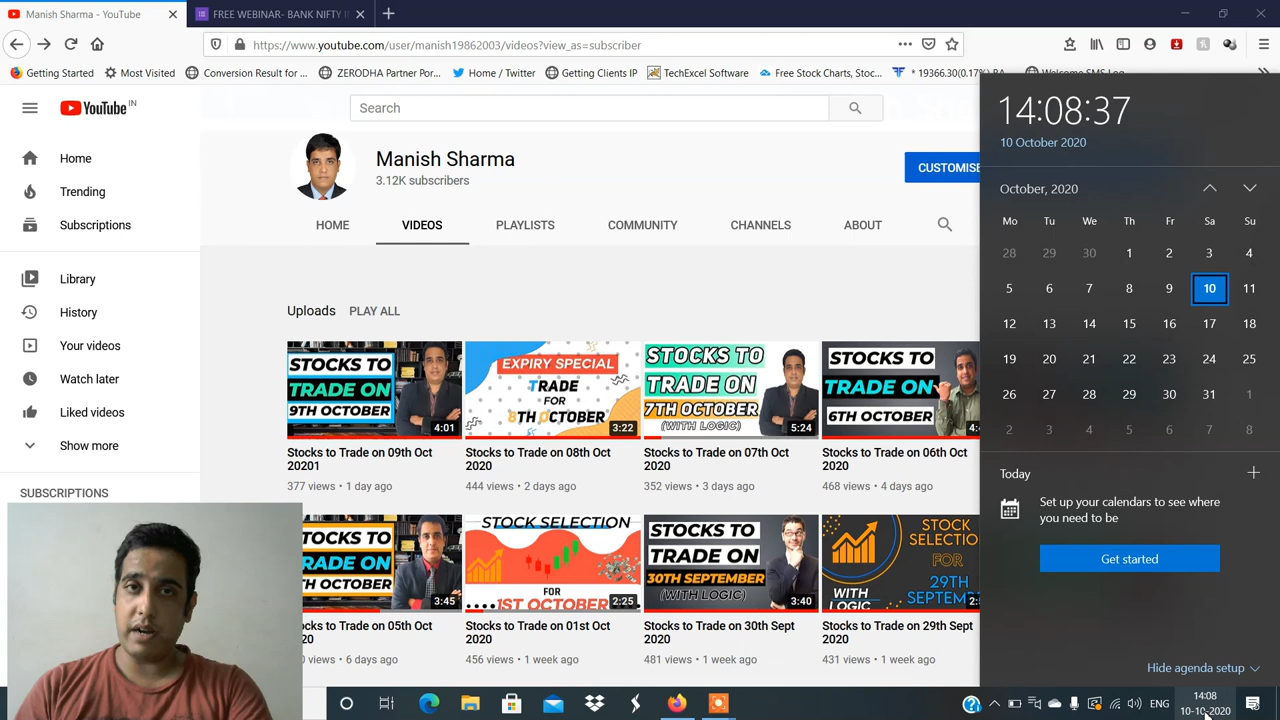 Manish Sharma - YouTube
FREE WEBINAR- BANK NIFTY I
https://www.youtube.com/user/manish19862003/videos?view_as=subscriber
Getting Started
Most Visited
Conversion Result for ...
ZERODHA Partner Por...
Home / Twitter
Getting Clients IP
TechExcel Software
Free Stock Charts, Stoc...
* 19366.30(0.17%)
YouTube IN
Search
Home
Trending
Subscriptions
Library
History
Your videos
Watch later
Liked videos
Show more
SUBSCRIPTIONS
Manish Sharma
3.12K subscribers
CUSTOMISE
HOME VIDEOS PLAYLISTS COMMUNITY CHANNELS ABOUT
Uploads PLAY ALL
STOCKS TO
TRADE ON
9TH OCTOBER
4:01
EXPIRY SPECIAL
TRADE
FOR
8TH OCTOBER
3:22
STOCKS TO
TRADE ON
7TH OCTOBER
(WITH LOGIC)
5:24
STOCKS TO
TRADE ON
6TH OCTOBER
Stocks to Trade on 09th Oct
20201
377 views • 1 day ago
Stocks to Trade on 08th Oct
2020
444 views • 2 days ago
Stocks to Trade on 07th Oct
2020
352 views • 3 days ago
Stocks to Trade on 06th Oct
2020
468 views • 4 days ago
STOCKS TO
TRADE ON
TH OCTOBER
3:45
STOCK SELECTION
FOR
1ST OCTOBER
2:25
STOCKS TO
TRADE ON
30TH SEPTEMBER
(WITH LOGIC)
3:40
STOCK
SELECTION
FOR
29TH
SEPTEM
WITH
LOGIC
cks to Trade on 05th Oct
20
views • 6 days ago
Stocks to Trade on 01st Oct
2020
456 views • 1 week ago
Stocks to Trade on 30th Sept
2020
481 views • 1 week ago
Stocks to Trade on 29th Sept
2020
431 views • 1 week ago
14:08:37
10 October 2020
October, 2020
Mo Tu We Th Fr Sa Su
28 29 30 1 2 3 4
5 6 7 8 9 10 11
12 13 14 15 16 17 18
19 20 21 22 23 24 25
26 27 28 29 30 31 1
2 3 4 5 6 7 8
Today
Set up your calendars to see where
you need to be
Get started
Hide agenda setup
ENG
14:08
10-10-2020